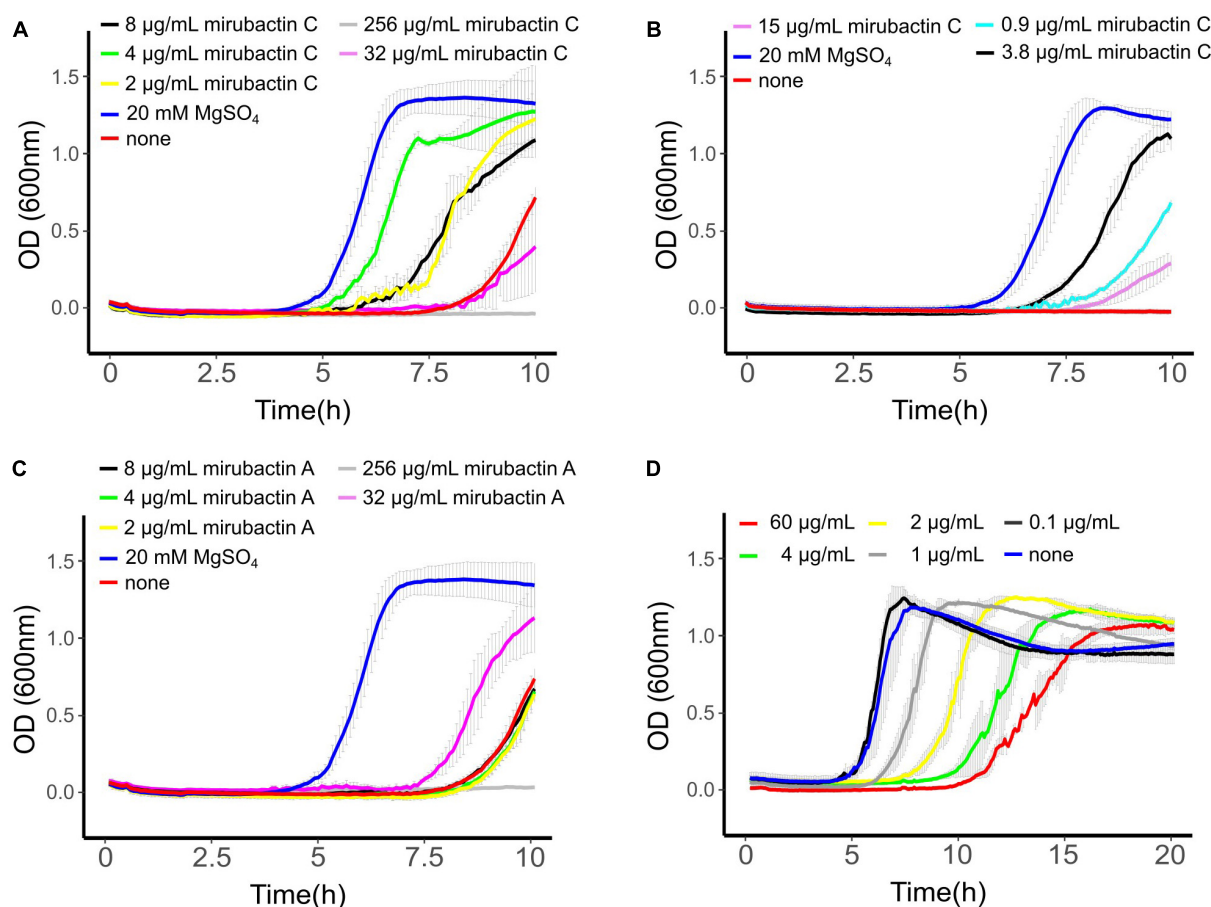 A
8 µg/mL mirubactin C
256 µg/mL mirubactin C
4 µg/mL mirubactin C
32 µg/mL mirubactin C
2 µg/mL mirubactin C
20 mM MgSO₄
none
1.5
1.0
0.5
0.0
OD (600nm)
0 2.5 5 7.5 10
Time(h)
B
15 µg/mL mirubactin C
0.9 µg/mL mirubactin C
20 mM MgSO₄
3.8 µg/mL mirubactin C
none
1.5
1.0
0.5
0.0
OD (600nm)
0 2.5 5 7.5 10
Time(h)
C
8 µg/mL mirubactin A
256 µg/mL mirubactin A
4 µg/mL mirubactin A
32 µg/mL mirubactin A
2 µg/mL mirubactin A
20 mM MgSO₄
none
1.5
1.0
0.5
0.0
OD (600nm)
0 2.5 5 7.5 10
Time(h)
D
60 µg/mL
2 µg/mL
0.1 µg/mL
4 µg/mL
1 µg/mL
none
1.5
1.0
0.5
0.0
OD (600nm)
0 5 10 15 20
Time(h)